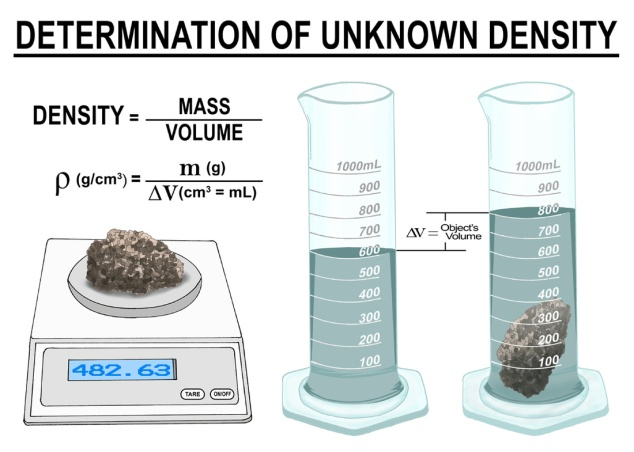 DETERMINATION OF UNKNOWN DENSITY
DENSITY = MASS
VOLUME
ρ (g/cm³) = m (g)
ΔV (cm³ = mL)
482.63
TARE
ON/OFF
1000mL
900
800
700
600
500
400
300
200
100
ΔV = Object's
Volume
1000mL
900
800
700
600
500
400
300
200
100